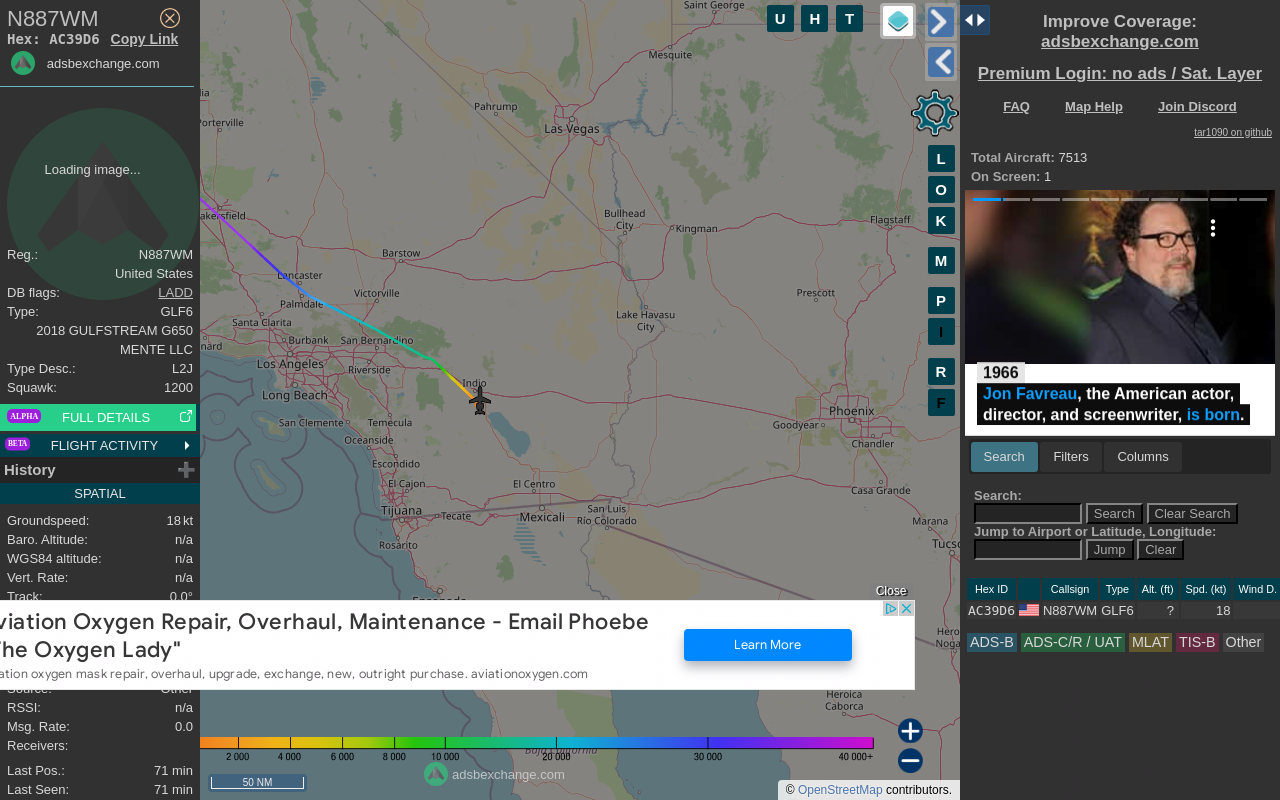 N887WM
Hex: AC39D6 Copy Link
adsbexchange.com
Loading image...
Reg.: N887WM
United States
DB flags: LADD
Type: GLF6
2018 GULFSTREAM G650
MENTE LLC
Type Desc.: L2J
Squawk: 1200
ALPHA FULL DETAILS
BETA FLIGHT ACTIVITY
History
SPATIAL
Groundspeed: 18 kt
Baro. Altitude: n/a
WGS84 altitude: n/a
Vert. Rate: n/a
Track: 0.0°
Source: Other
RSSI: n/a
Msg. Rate: 0.0
Receivers:
Last Pos.: 71 min
Last Seen: 71 min
Saint George
Mesquite
Pahrump
Las Vegas
Porterville
akersfield
Bullhead
City
Kingman
Flagstaff
Barstow
Lancaster
Palmdale
Victorville
Prescott
Santa Clarita
Lake Havasu
City
nard
Burbank
San Bernardino
Los Angeles
Riverside
Indio
Long Beach
Phoenix
San Clemente
Temecula
Goodyear
Oceanside
Chandler
Escondido
El Cajon
El Centro
Casa Grande
Tijuana
Tecate
Mexicali
San Luis
Río Colorado
Marana
Rosarito
Tucso
Ensenada
Hero
Noga
Heroica
Caborca
Baja California
U H T
L
O
K
M
P
I
R
F
Close
viation Oxygen Repair, Overhaul, Maintenance - Email Phoebe
The Oxygen Lady"
ation oxygen mask repair, overhaul, upgrade, exchange, new, outright purchase. aviationoxygen.com
Learn More
2 000 4 000 6 000 8 000 10 000 20 000 30 000 40 000+
adsbexchange.com
50 NM
© OpenStreetMap contributors.
Improve Coverage:
adsbexchange.com
Premium Login: no ads / Sat. Layer
FAQ Map Help Join Discord
tar1090 on github
Total Aircraft: 7513
On Screen: 1
1966
Jon Favreau, the American actor,
director, and screenwriter, is born.
Search Filters Columns
Search:
Search Clear Search
Jump to Airport or Latitude, Longitude:
Jump Clear
Hex ID Callsign Type Alt. (ft) Spd. (kt) Wind D.
AC39D6 N887WM GLF6 ? 18
ADS-B ADS-C/R / UAT MLAT TIS-B Other